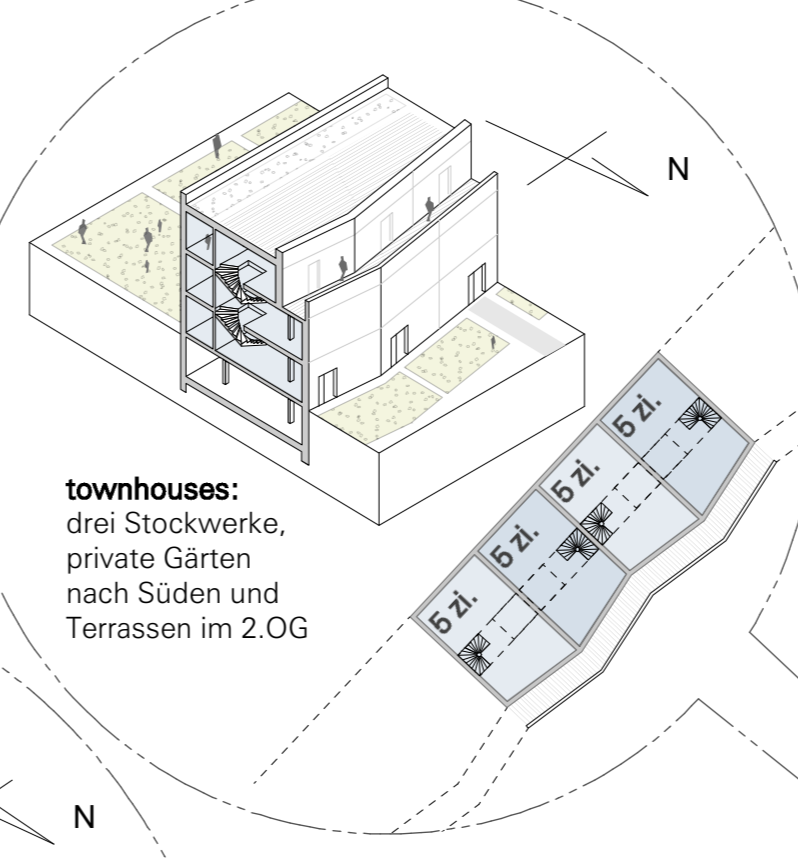 N
5 zi.
5 zi.
5 zi.
5 zi.
townhouses:
drei Stockwerke,
private Gärten
nach Süden und
Terrassen im 2.OG
N